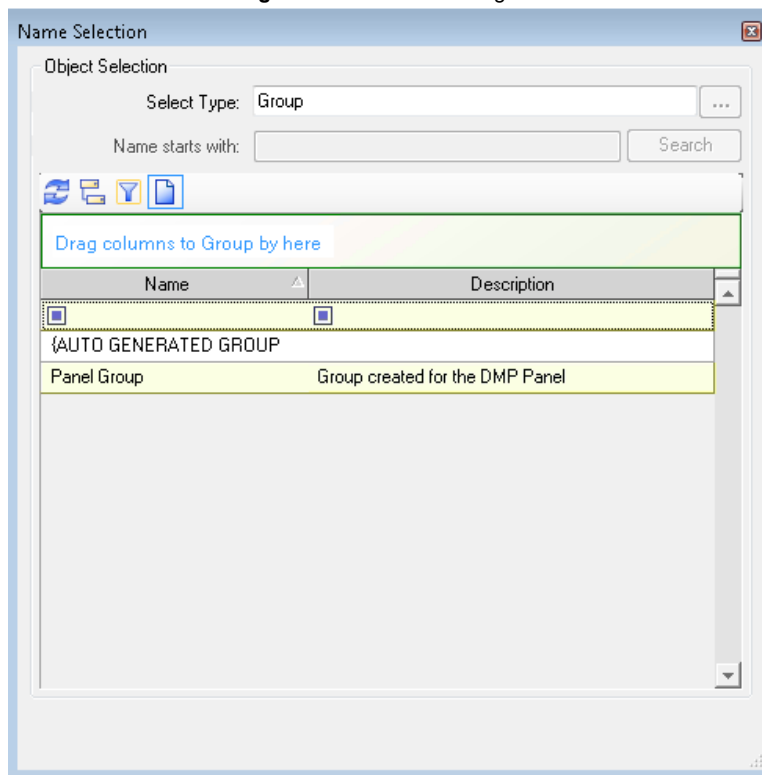 Name Selection
Object Selection
Select Type: Group ...
Name starts with: Search
Drag columns to Group by here
Name Description
{AUTO GENERATED GROUP
Panel Group Group created for the DMP Panel